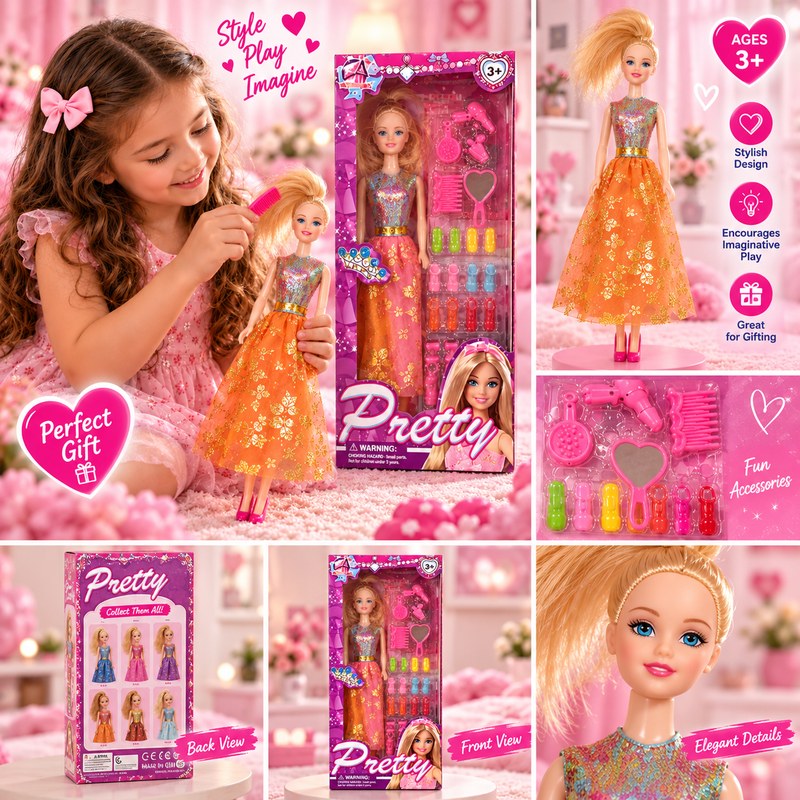 Style
Play
Imagine
3+
Pretty
WARNING:
CHOKING HAZARD - Small parts.
Not for children under 3 years.
Perfect
Gift
AGES
3+
Stylish
Design
Encourages
Imaginative
Play
Great
for Gifting
Fun
Accessories
Pretty
Collect Them All!
Back View
3+
Pretty
WARNING:
Front View
Elegant Details